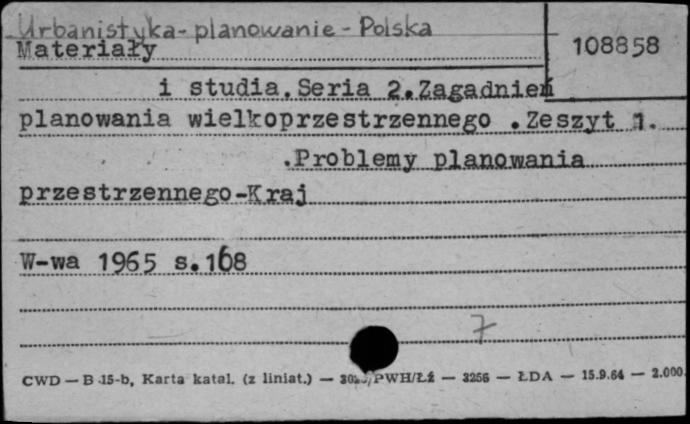 Urbanistyka - planowanie - Polska
Materiały
108858
i studia.Seria 2.Zagadnień
planowania wielkoprzestrzennego .Zeszyt 1.
.Problemy planowania
przestrzennego-Kraj
W-wa 1965 s.168
7
CWD — B-15-b, Karta katal. (z liniat.) — /PWH/Łź — 3256 — ŁDA — 15.9.64 — 2.000.